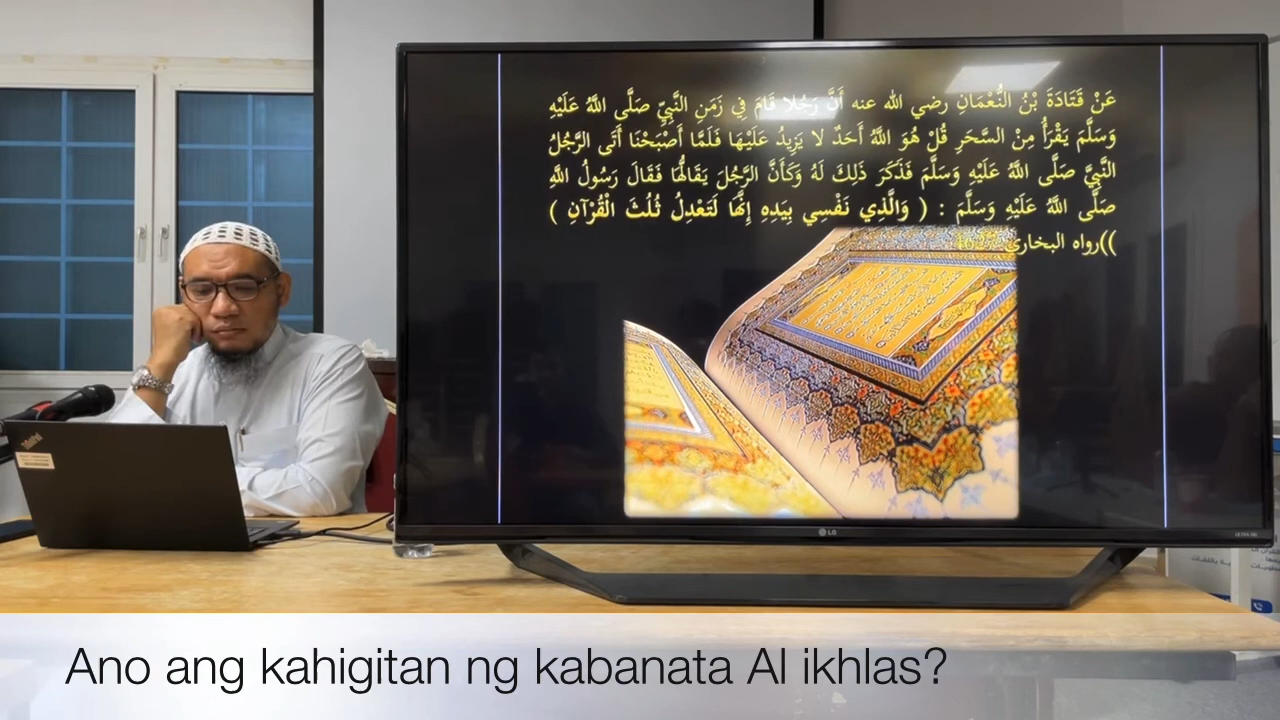 عَنْ قَتَادَةَ بْنُ النُّعْمَانِ رضي الله عنه أَنَّ رَجُلا قَامَ فِي زَمَنِ النَّبِيِّ صَلَّى اللَّهُ عَلَيْهِ
وَسَلَّمَ يَقْرَأُ مِنْ السَّحَرِ قُلْ هُوَ اللَّهُ أَحَدٌ لا يَزِيدُ عَلَيْهَا فَلَمَّا أَصْبَحْنَا أَتَى الرَّجُلُ
النَّبِيَّ صَلَّى اللَّهُ عَلَيْهِ وَسَلَّمَ فَذَكَرَ ذَلِكَ لَهُ وَكَأَنَّ الرَّجُلَ يَتَقَالُّهَا فَقَالَ رَسُولُ اللَّهِ
صَلَّى اللَّهُ عَلَيْهِ وَسَلَّمَ : ( وَالَّذِي نَفْسِي بِيَدِهِ إِنَّهَا لَتَعْدِلُ ثُلُثَ الْقُرْآنِ )
))رواه البخاري
LG
Ano ang kahigitan ng kabanata Al ikhlas?